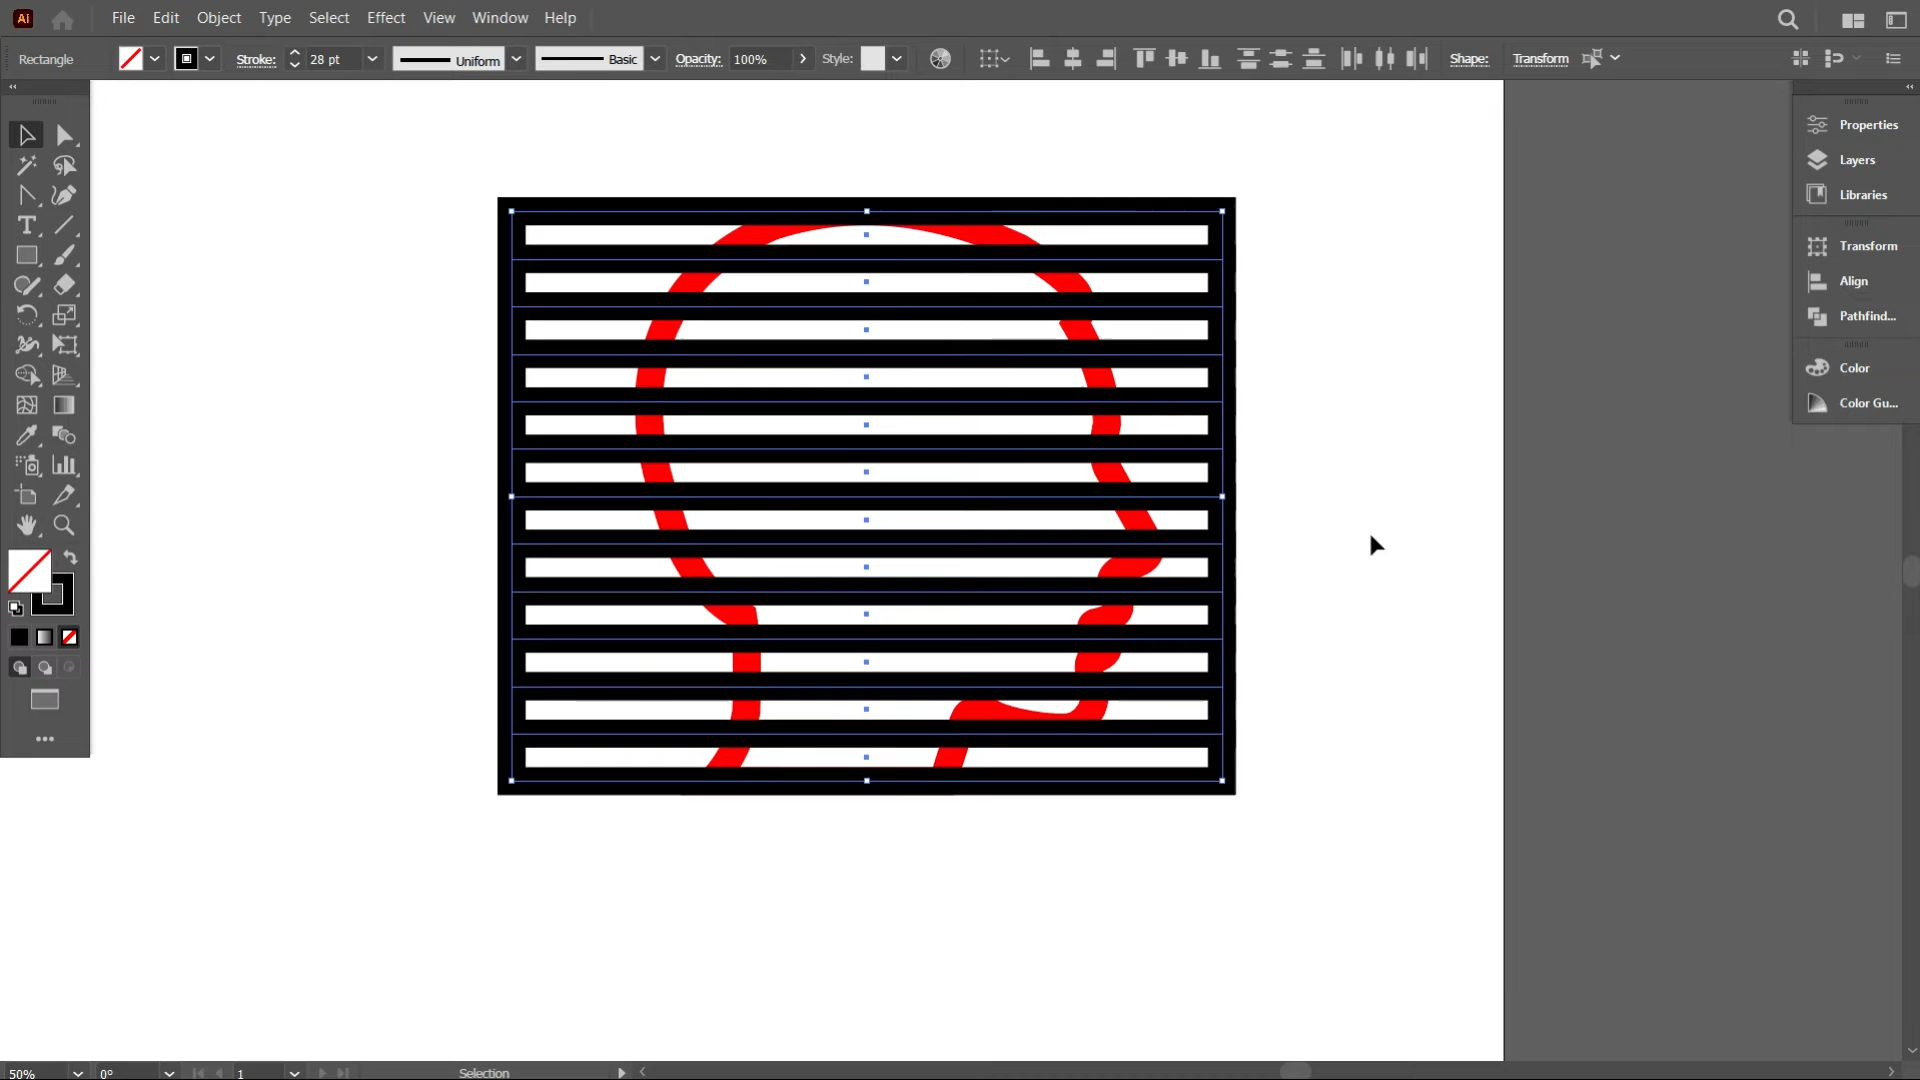 Ai File Edit Object Type Select Effect View Window Help
Rectangle Stroke: 28 pt Uniform Basic Opacity: 100% Style: Shape: Transform
Properties
Layers
Libraries
Transform
Align
Pathfind...
Color
Color Gu...
50% 0° 1 Selection